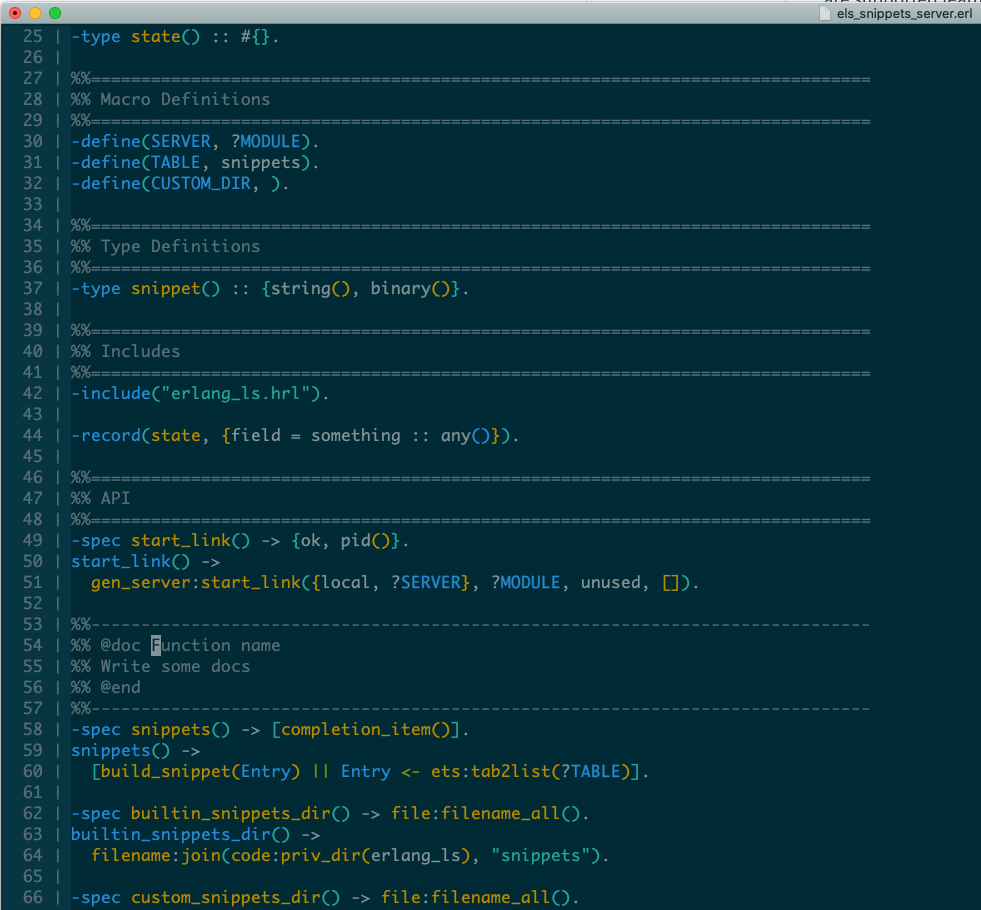 els_snippets_server.erl
25 | -type state() :: #{}.
26 |
27 | %%==============================================================================
28 | %% Macro Definitions
29 | %%==============================================================================
30 | -define(SERVER, ?MODULE).
31 | -define(TABLE, snippets).
32 | -define(CUSTOM_DIR, ).
33 |
34 | %%==============================================================================
35 | %% Type Definitions
36 | %%==============================================================================
37 | -type snippet() :: {string(), binary()}.
38 |
39 | %%==============================================================================
40 | %% Includes
41 | %%==============================================================================
42 | -include("erlang_ls.hrl").
43 |
44 | -record(state, {field = something :: any()}).
45 |
46 | %%==============================================================================
47 | %% API
48 | %%==============================================================================
49 | -spec start_link() -> {ok, pid()}.
50 | start_link() ->
51 |   gen_server:start_link({local, ?SERVER}, ?MODULE, unused, []).
52 |
53 | %%------------------------------------------------------------------------------
54 | %% @doc Function name
55 | %% Write some docs
56 | %% @end
57 | %%------------------------------------------------------------------------------
58 | -spec snippets() -> [completion_item()].
59 | snippets() ->
60 |   [build_snippet(Entry) || Entry <- ets:tab2list(?TABLE)].
61 |
62 | -spec builtin_snippets_dir() -> file:filename_all().
63 | builtin_snippets_dir() ->
64 |   filename:join(code:priv_dir(erlang_ls), "snippets").
65 |
66 | -spec custom_snippets_dir() -> file:filename_all().